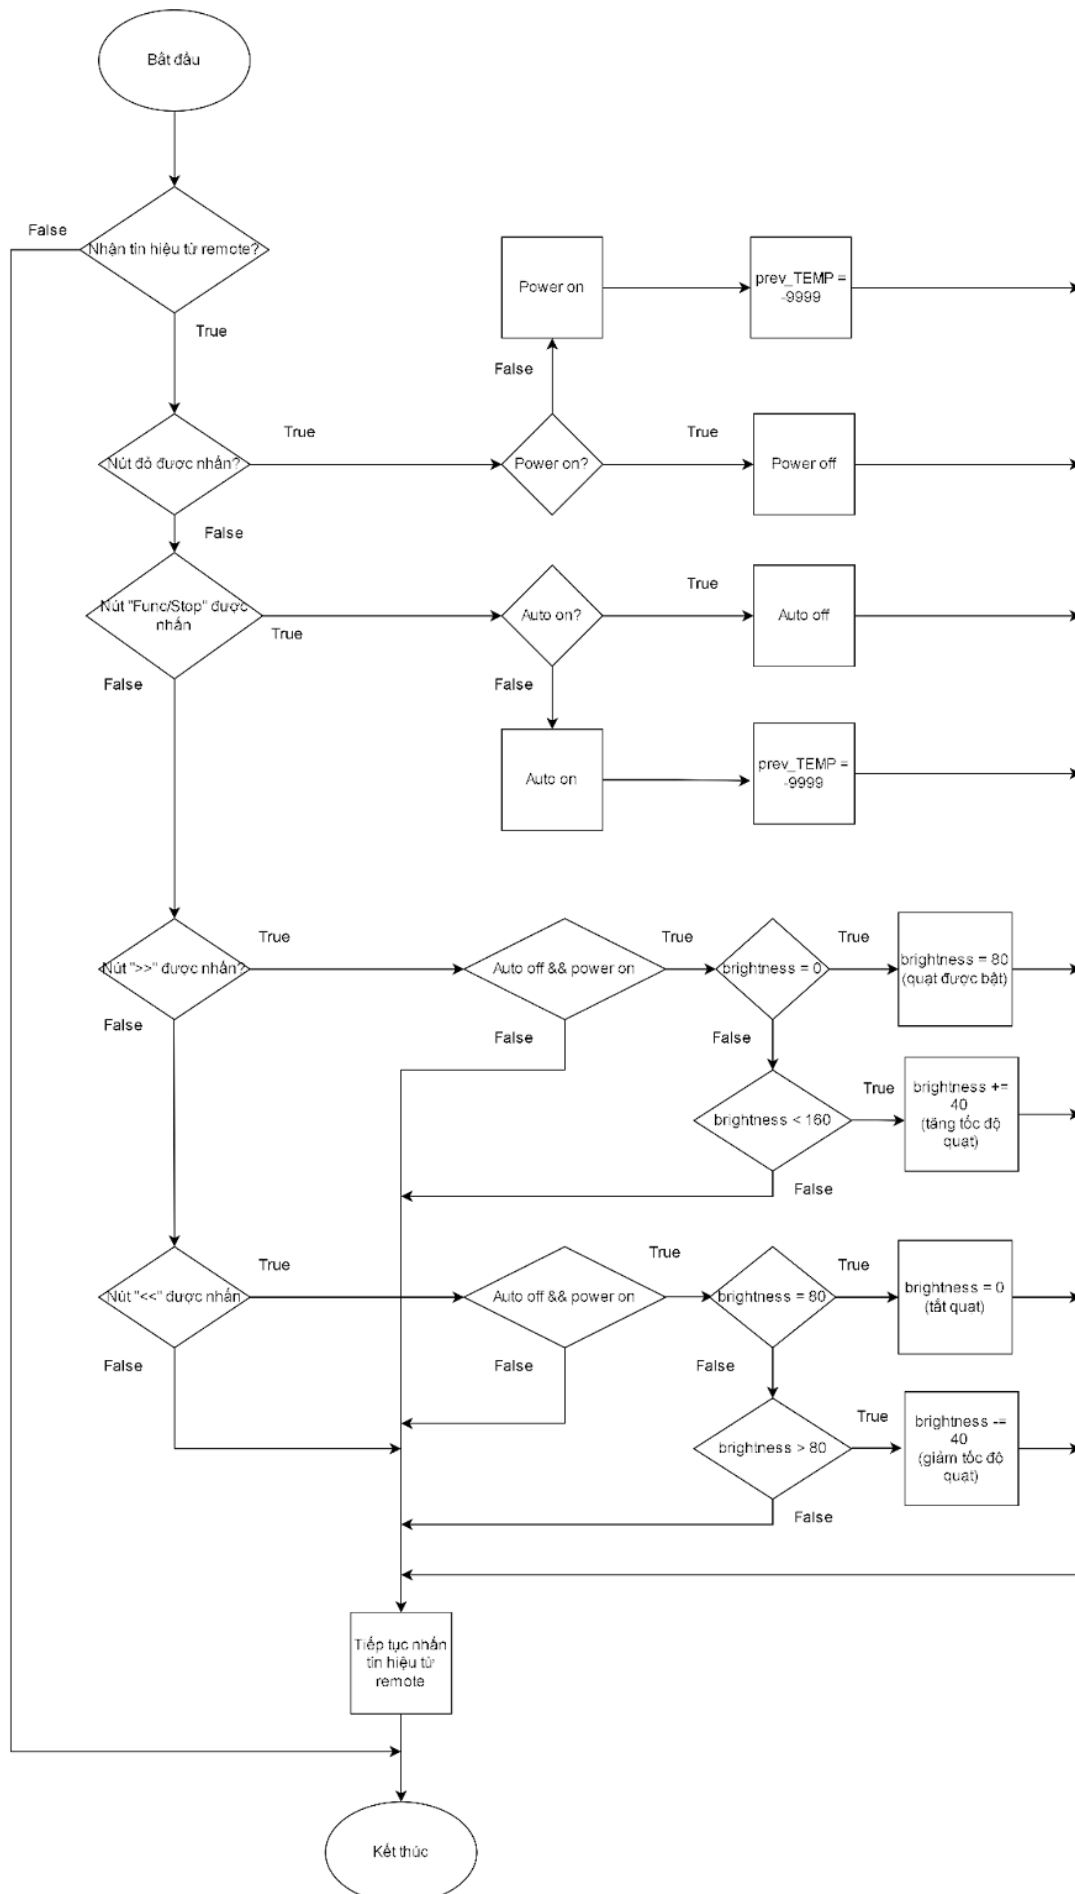 Bắt đầu
False
Nhận tín hiệu từ remote?
True
Power on
prev_TEMP =
-9999
False
Nút đỏ được nhấn?
True
Power on?
True
Power off
False
Nút "Func/Stop" được
nhấn
True
Auto on?
True
Auto off
False
False
Auto on
prev_TEMP =
-9999
Nút ">>" được nhấn?
True
Auto off && power on
True
brightness = 0
True
brightness = 80
(quạt được bật)
False
False
False
brightness < 160
True
brightness +=
40
(tăng tốc độ
quạt)
False
Nút "<<" được nhấn
True
Auto off && power on
True
brightness = 80
True
brightness = 0
(tắt quat)
False
False
False
brightness > 80
True
brightness -=
40
(giảm tốc độ
quạt)
False
Tiếp tục nhấn
tín hiệu từ
remote
Kết thúc